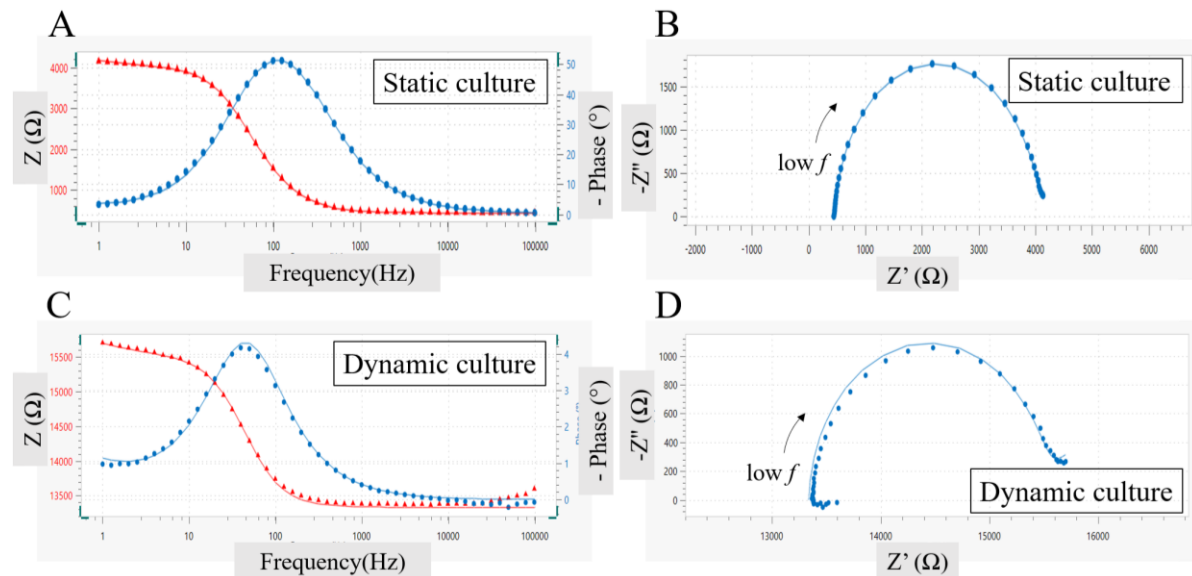 A
Static culture
Z (Ω)
4000
3000
2000
1000
50
40
30
20
10
0
- Phase (°)
1
10
100
1000
10000
100000
Frequency(Hz)
B
Static culture
-Z" (Ω)
1500
1000
500
0
low f
-2000
-1000
0
1000
2000
3000
4000
5000
6000
Z' (Ω)
C
Dynamic culture
Z (Ω)
15500
15000
14500
14000
13500
4
3
2
1
0
- Phase (°)
1
10
100
1000
10000
100000
Frequency(Hz)
D
Dynamic culture
-Z" (Ω)
1000
800
600
400
200
0
low f
13000
14000
15000
16000
Z' (Ω)